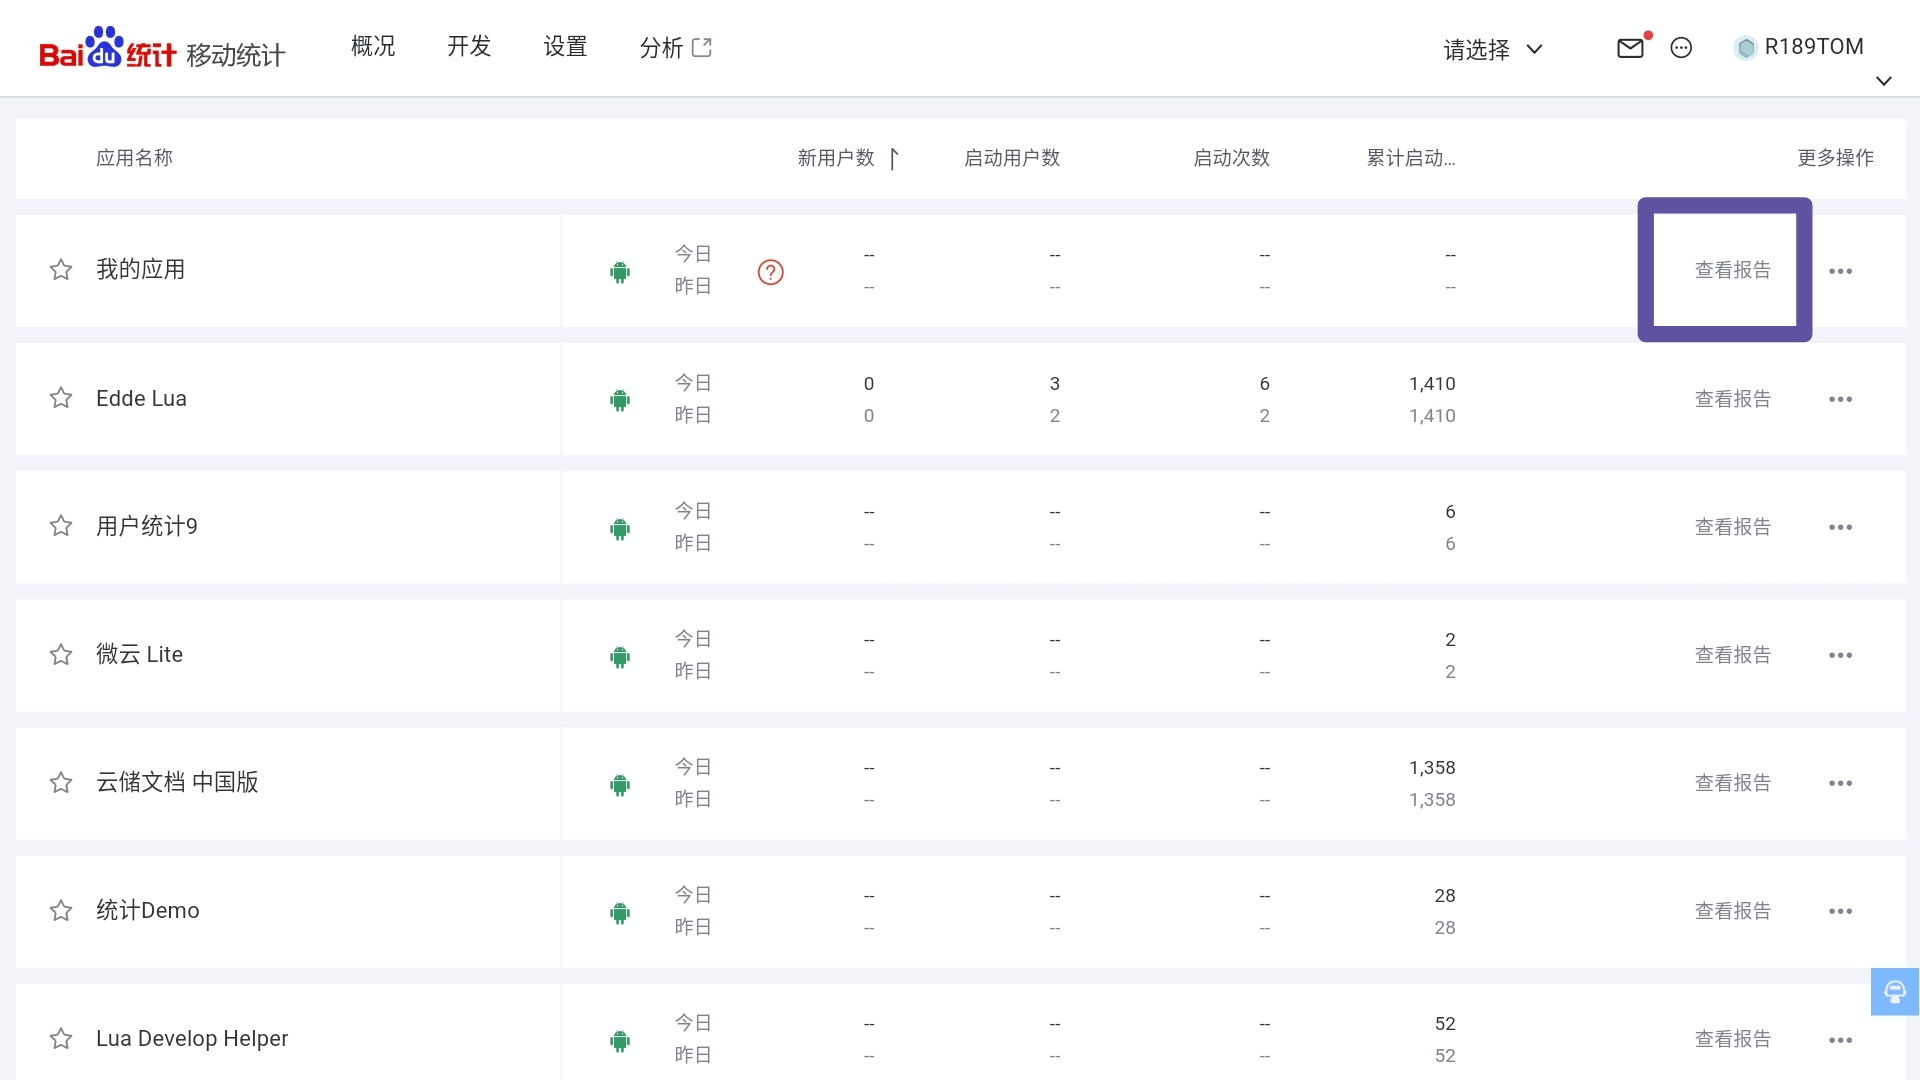 Baidu统计 移动统计 概况 开发 设置 分析 请选择 R189TOM
应用名称 新用户数 启动用户数 启动次数 累计启动... 更多操作
我的应用 今日 -- -- -- -- 查看报告
昨日 -- -- -- --
Edde Lua 今日 0 3 6 1,410 查看报告
昨日 0 2 2 1,410
用户统计9 今日 -- -- -- 6 查看报告
昨日 -- -- -- 6
微云 Lite 今日 -- -- -- 2 查看报告
昨日 -- -- -- 2
云储文档 中国版 今日 -- -- -- 1,358 查看报告
昨日 -- -- -- 1,358
统计Demo 今日 -- -- -- 28 查看报告
昨日 -- -- -- 28
Lua Develop Helper 今日 -- -- -- 52 查看报告
昨日 -- -- -- 52